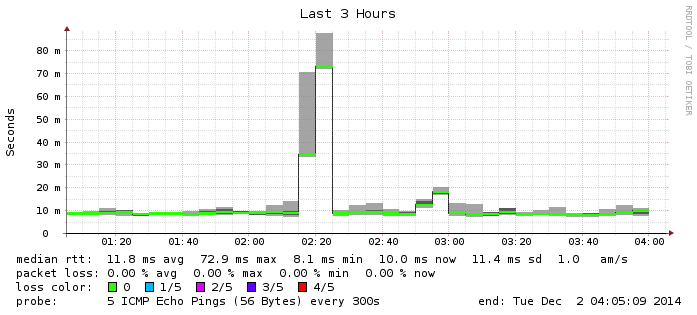 Last 3 Hours
RRDTOOL / TOBI OETIKER
Seconds
80 m
70 m
60 m
50 m
40 m
30 m
20 m
10 m
0
01:20 01:40 02:00 02:20 02:40 03:00 03:20 03:40 04:00
median rtt: 11.8 ms avg 72.9 ms max 8.1 ms min 10.0 ms now 11.4 ms sd 1.0 am/s
packet loss: 0.00 % avg 0.00 % max 0.00 % min 0.00 % now
loss color: 0 1/5 2/5 3/5 4/5
probe: 5 ICMP Echo Pings (56 Bytes) every 300s end: Tue Dec 2 04:05:09 2014